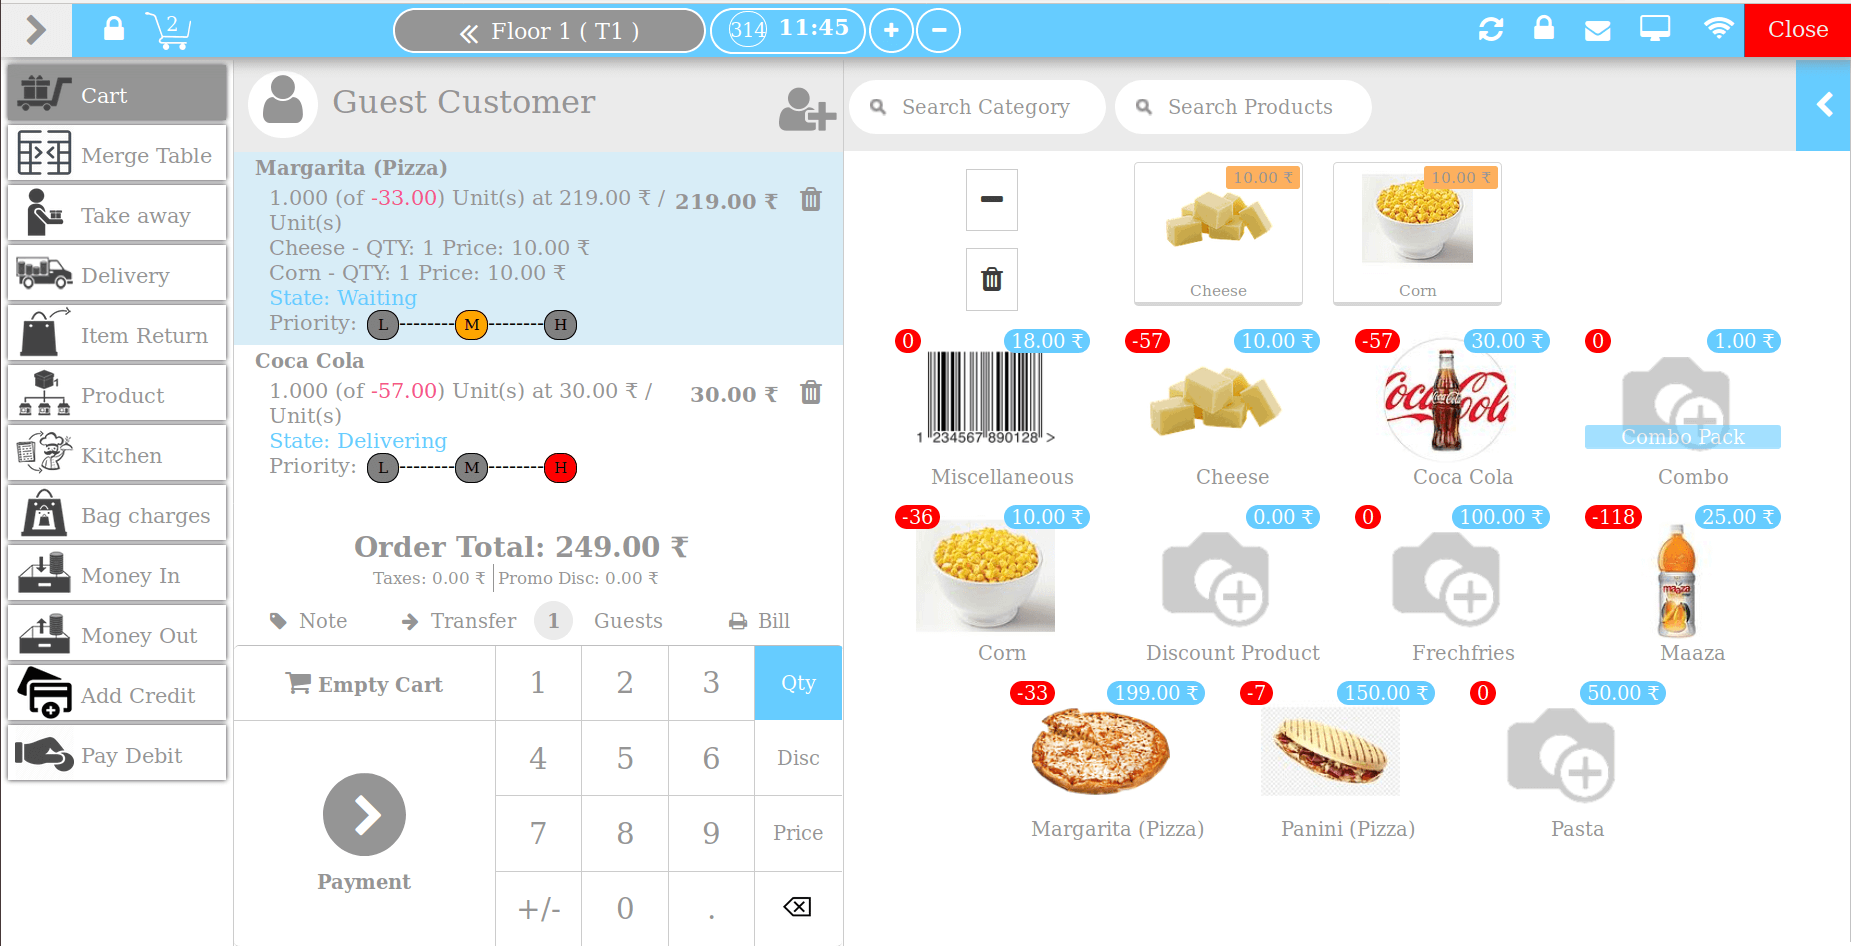 2
Floor 1 ( T1 )
314 11:45
Close
Cart
Merge Table
Take away
Delivery
Item Return
Product
Kitchen
Bag charges
Money In
Money Out
Add Credit
Pay Debit
Guest Customer
Margarita (Pizza)
1.000 (of -33.00) Unit(s) at 219.00 ₹ / 219.00 ₹
Unit(s)
Cheese - QTY: 1 Price: 10.00 ₹
Corn - QTY: 1 Price: 10.00 ₹
State: Waiting
Priority: L--------M--------H
Coca Cola
1.000 (of -57.00) Unit(s) at 30.00 ₹ / 30.00 ₹
Unit(s)
State: Delivering
Priority: L--------M--------H
Order Total: 249.00 ₹
Taxes: 0.00 ₹ Promo Disc: 0.00 ₹
Note Transfer 1 Guests Bill
Empty Cart 1 2 3 Qty
4 5 6 Disc
7 8 9 Price
Payment
+/- 0 .
Search Category Search Products
10.00 ₹ 10.00 ₹
Cheese Corn
0 18.00 ₹ -57 10.00 ₹ -57 30.00 ₹ 0 1.00 ₹
Coca Cola
Coca-Cola
1 234567 890128 >
Combo Pack
Miscellaneous Cheese Coca Cola Combo
-36 10.00 ₹ 0.00 ₹ 0 100.00 ₹ -118 25.00 ₹
maaza
Corn Discount Product Frechfries Maaza
-33 199.00 ₹ -7 150.00 ₹ 0 50.00 ₹
Margarita (Pizza) Panini (Pizza) Pasta